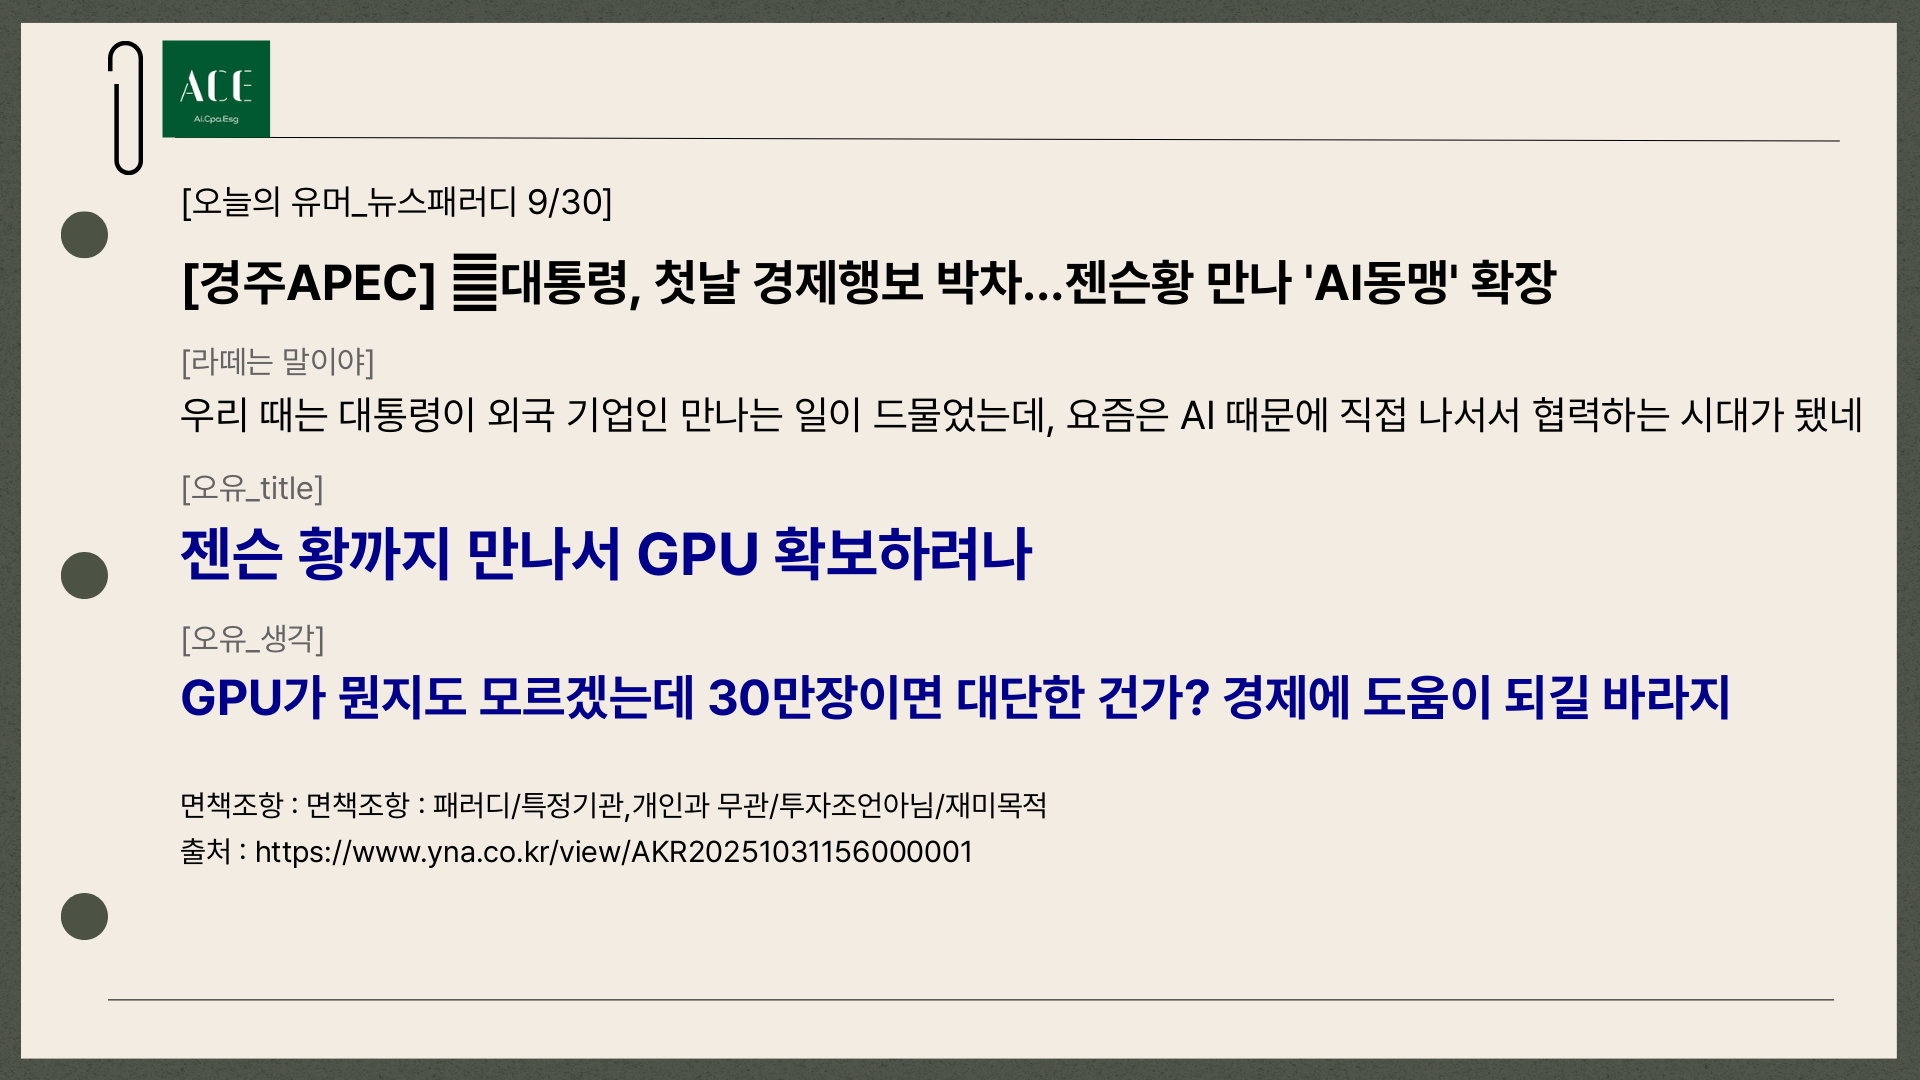 ACE
Ai.Cpa.Esg
[오늘의 유머_뉴스패러디 9/30]
[경주APEC] 대통령, 첫날 경제행보 박차...젠슨황 만나 'AI동맹' 확장
[라떼는 말이야]
우리 때는 대통령이 외국 기업인 만나는 일이 드물었는데, 요즘은 AI 때문에 직접 나서서 협력하는 시대가 됐네
[오유_title]
젠슨 황까지 만나서 GPU 확보하려나
[오유_생각]
GPU가 뭔지도 모르겠는데 30만장이면 대단한 건가? 경제에 도움이 되길 바라지
면책조항 : 면책조항 : 패러디/특정기관,개인과 무관/투자조언아님/재미목적
출처 : https://www.yna.co.kr/view/AKR20251031156000001